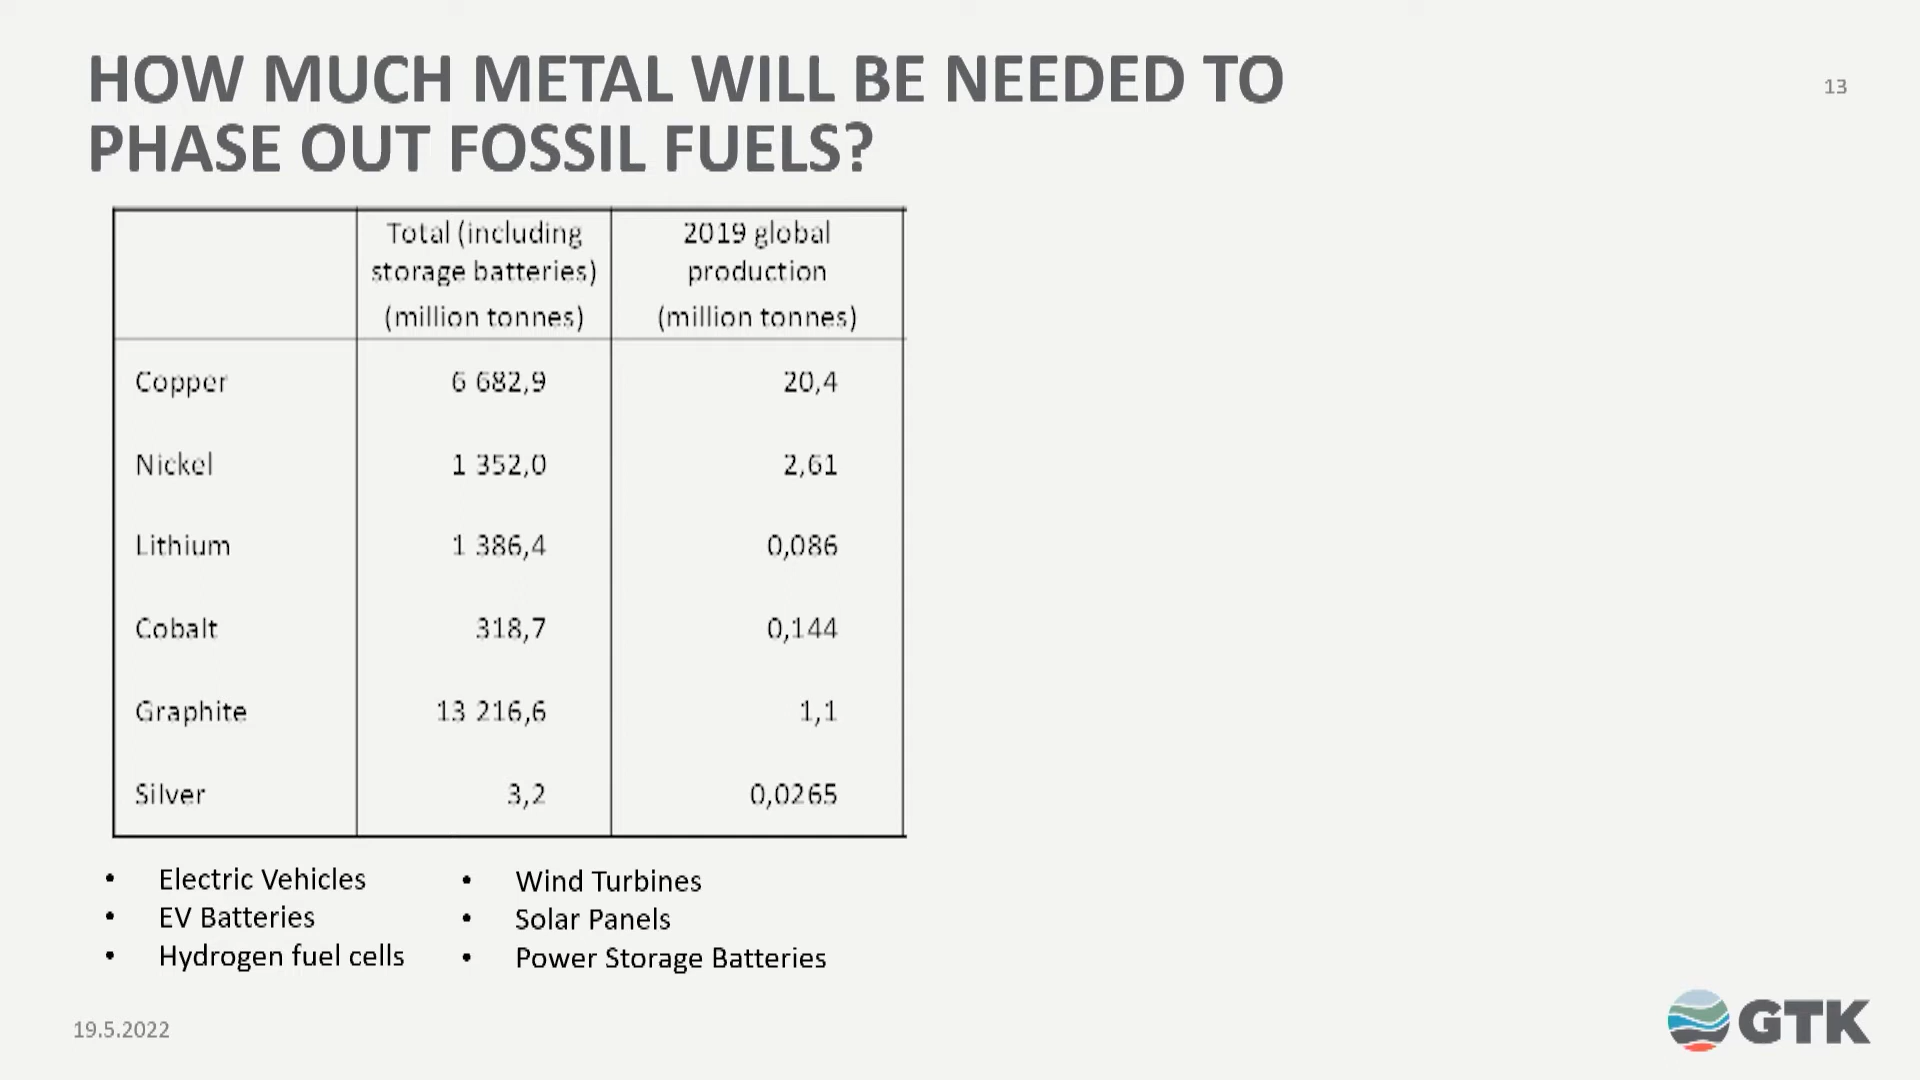 HOW MUCH METAL WILL BE NEEDED TO
PHASE OUT FOSSIL FUELS?
13
Total (including
storage batteries)
(million tonnes)
2019 global
production
(million tonnes)
Copper 6 682,9 20,4
Nickel 1 352,0 2,61
Lithium 1 386,4 0,086
Cobalt 318,7 0,144
Graphite 13 216,6 1,1
Silver 3,2 0,0265
• Electric Vehicles
• EV Batteries
• Hydrogen fuel cells
• Wind Turbines
• Solar Panels
• Power Storage Batteries
19.5.2022
GTK